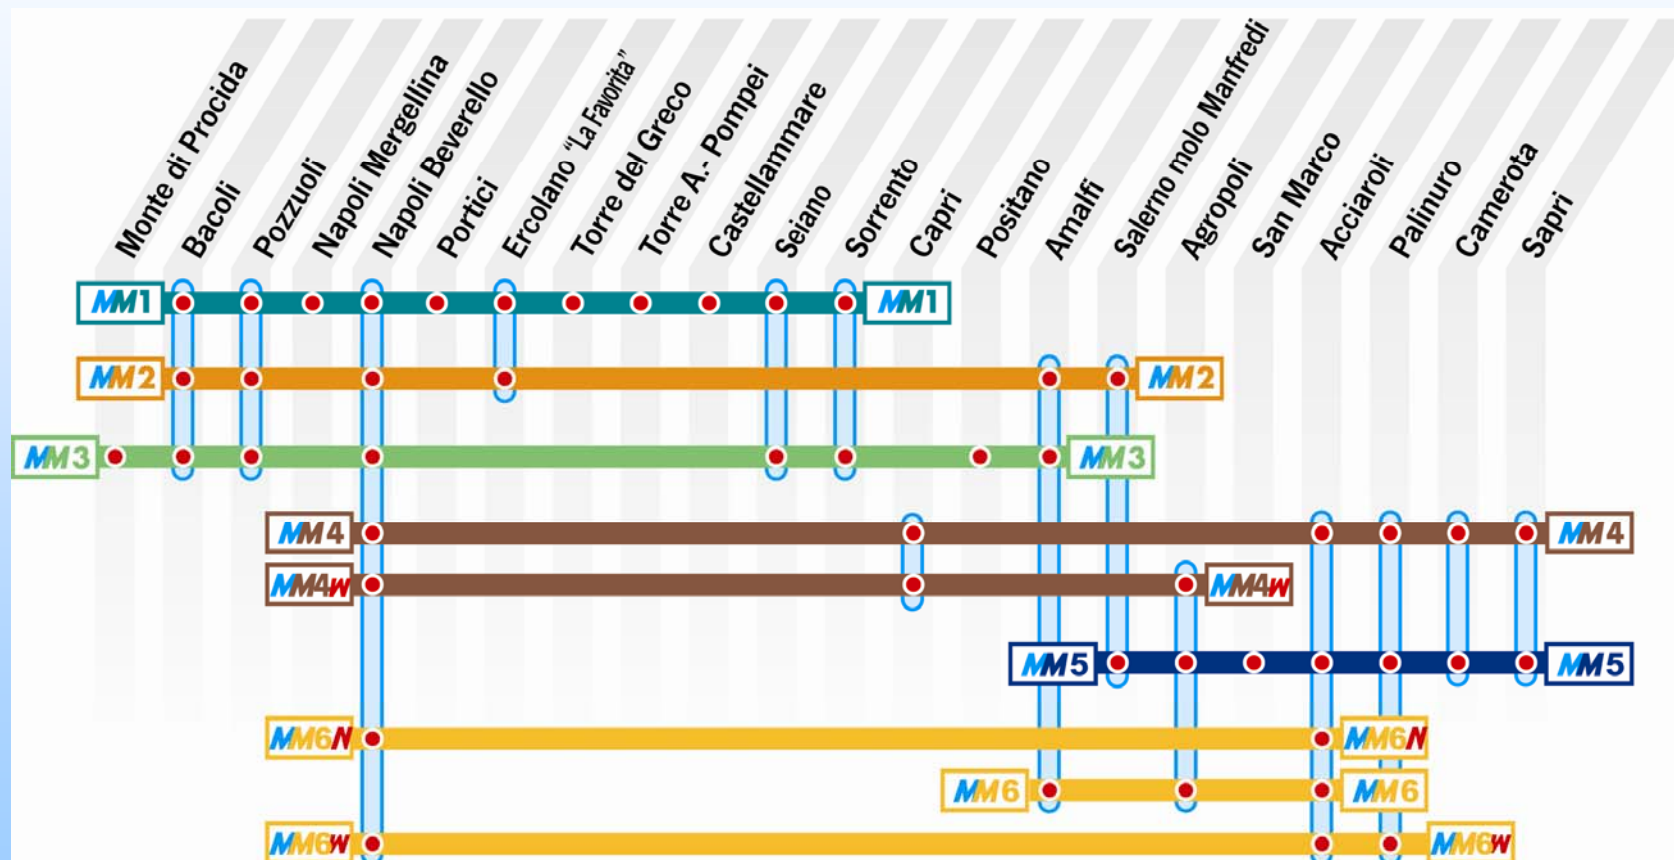 Monte di Procida
Bacoli
Pozzuoli
Napoli Mergellina
Napoli Beverello
Portici
Ercolano “La Favorita”
Torre del Greco
Torre A.- Pompei
Castellammare
Seiano
Sorrento
Capri
Positano
Amalfi
Salerno molo Manfredi
Agropoli
San Marco
Acciaroli
Palinuro
Camerota
Sapri
MM1 MM1
MM2 MM2
MM3 MM3
MM4 MM4
MM4w MM4w
MM5 MM5
MM6N MM6N
MM6 MM6
MM6w MM6w